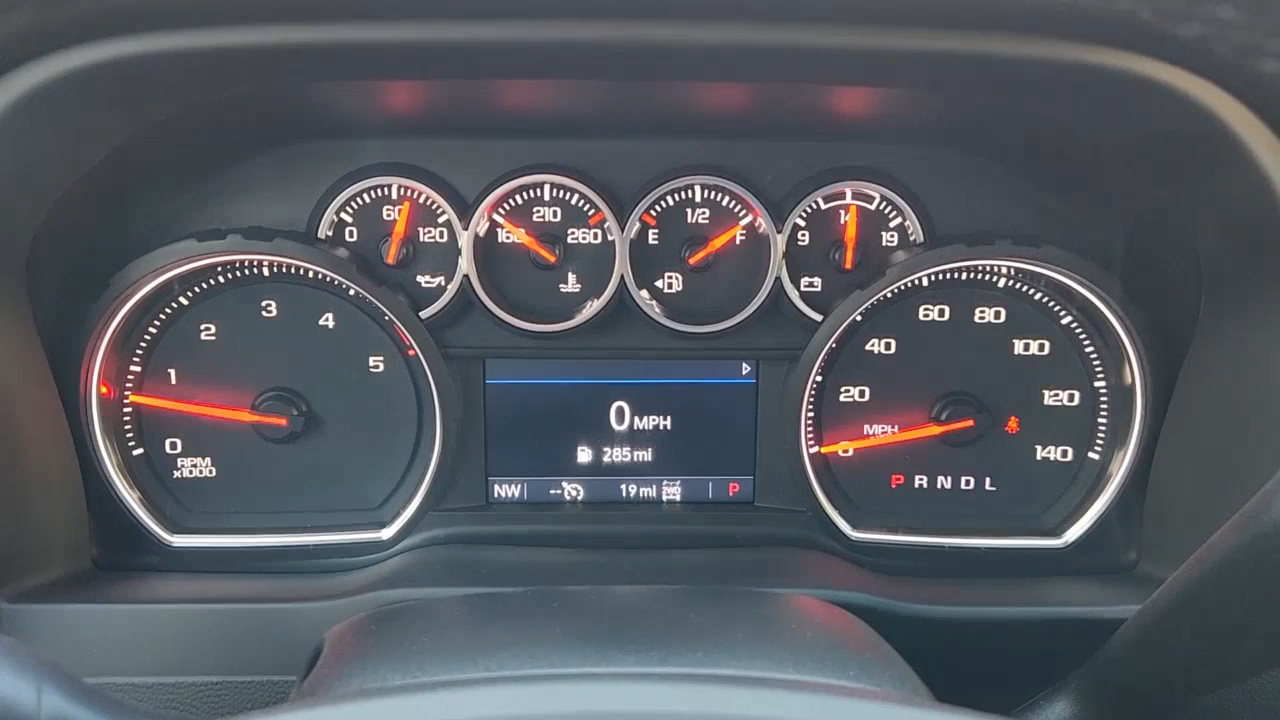 0 60 120
160 210 260
E 1/2 F
9 14 19
0 1 2 3 4 5
RPM
x1000
0 MPH
285 mi
NW -- 19 mi 2WD P
0 20 40 60 80 100 120 140
MPH
P R N D L